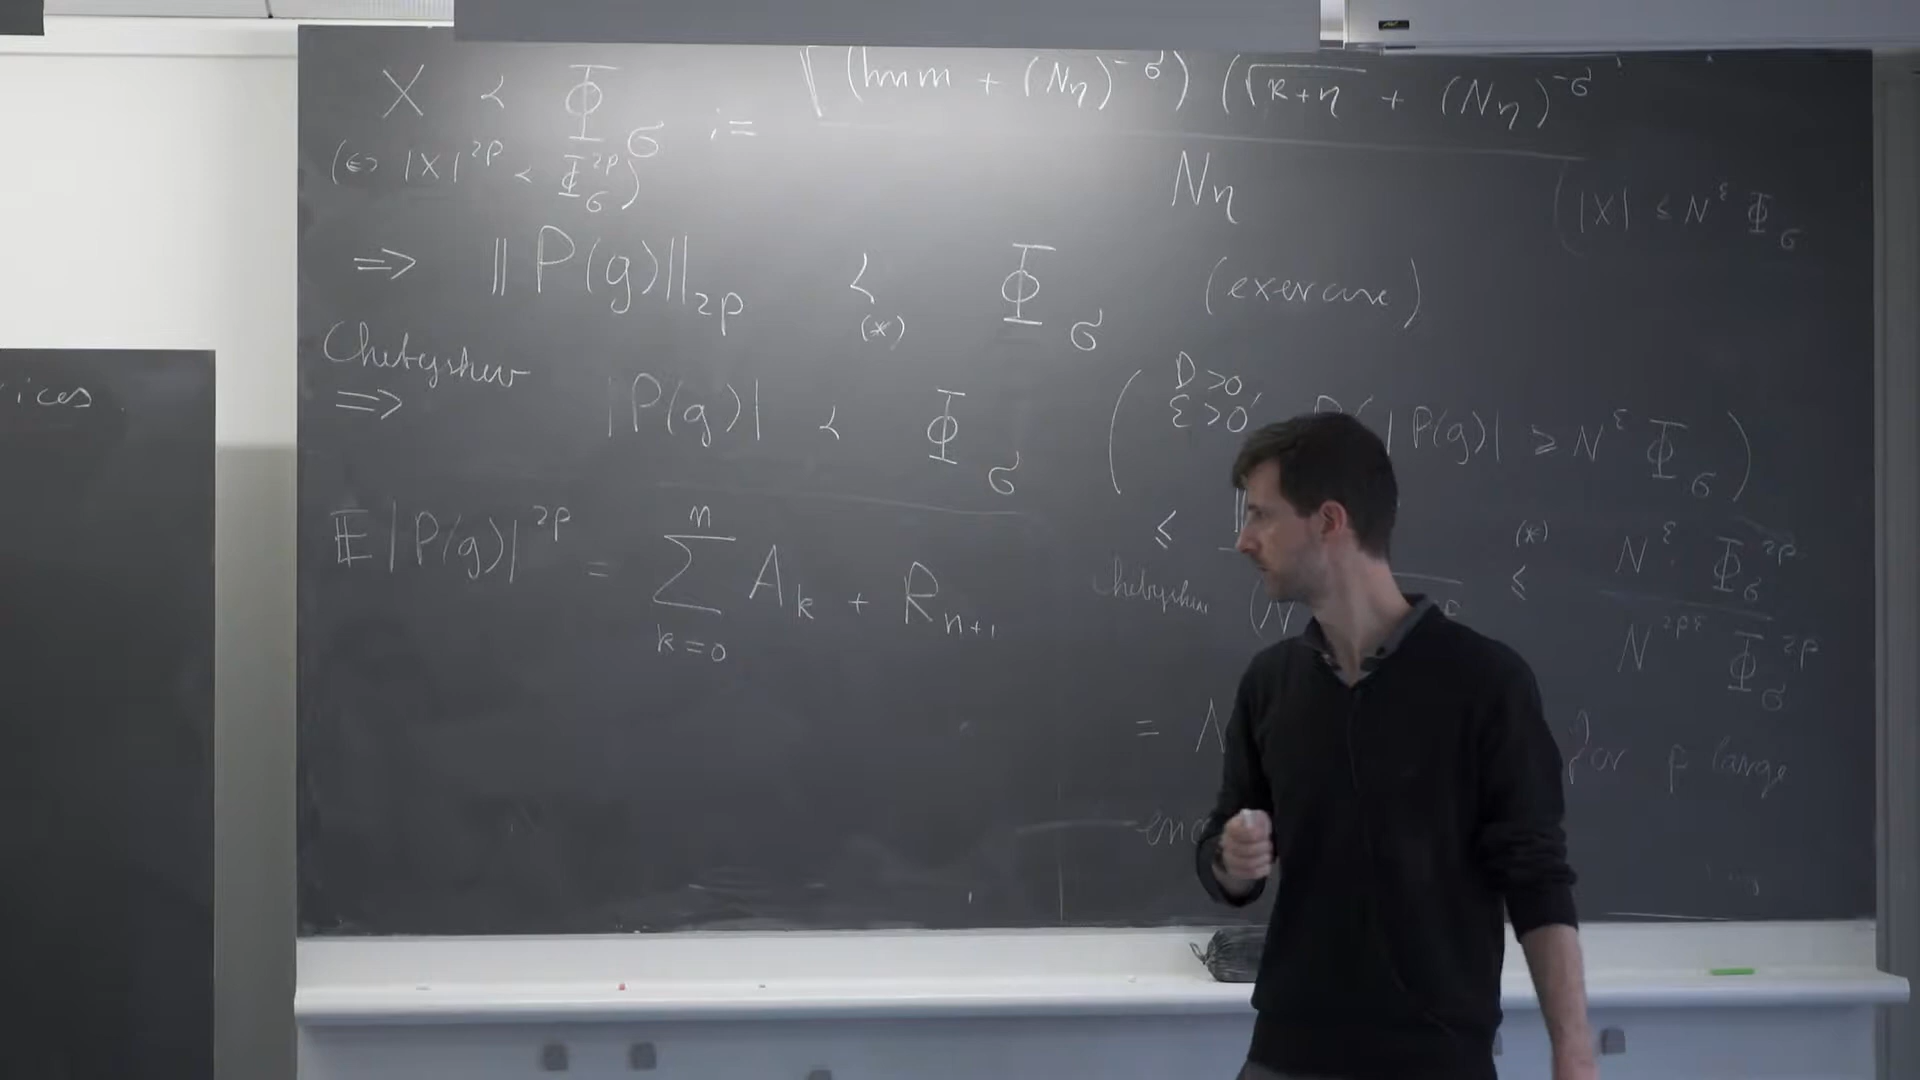 X ≺ Φ_σ := √((Im m + (Nη)^{-σ}) (√(κ+η) + (Nη)^{-σ}
Nη
(⇔ |X|^{2p} ≺ Φ_σ^{2p})
(|X| ≤ N^ε Φ_σ
⇒ ‖P(g)‖_{2p} ≺ Φ_σ (exercise)
(*)
Chebyshev
⇒ |P(g)| ≺ Φ_σ
( D>0, ε>0 |P(g)| ≥ N^ε Φ_σ )
E|P(g)|^{2p} = Σ_{k=0}^{n} A_k + R_{n+1}
≤ (*) ≤ N^ε · Φ_σ^{2p}
Chebyshev (N N^{2pε} Φ_σ^{2p}
= for p large
ices.